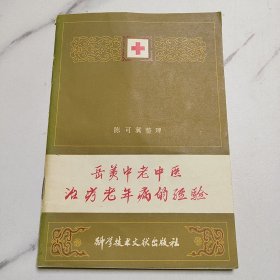 陈可冀整理
岳美中老中医
治疗老年病的经验
科学技术文献出版社